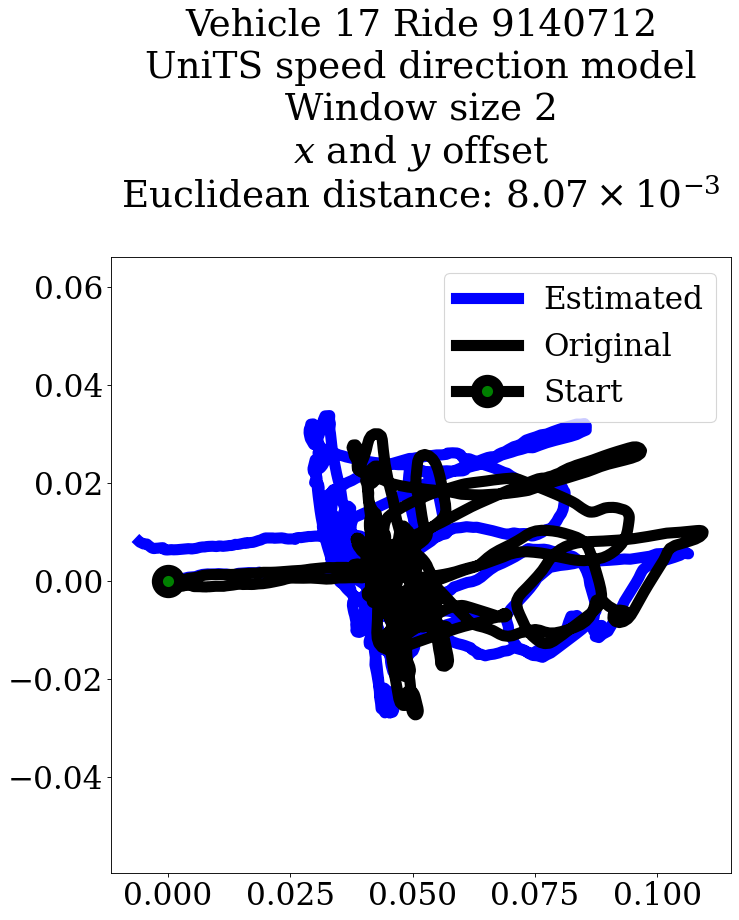 Vehicle 17 Ride 9140712
UniTS speed direction model
Window size 2
x and y offset
Euclidean distance: 8.07 × 10⁻³
Estimated
Original
Start
0.06
0.04
0.02
0.00
−0.02
−0.04
0.000 0.025 0.050 0.075 0.100